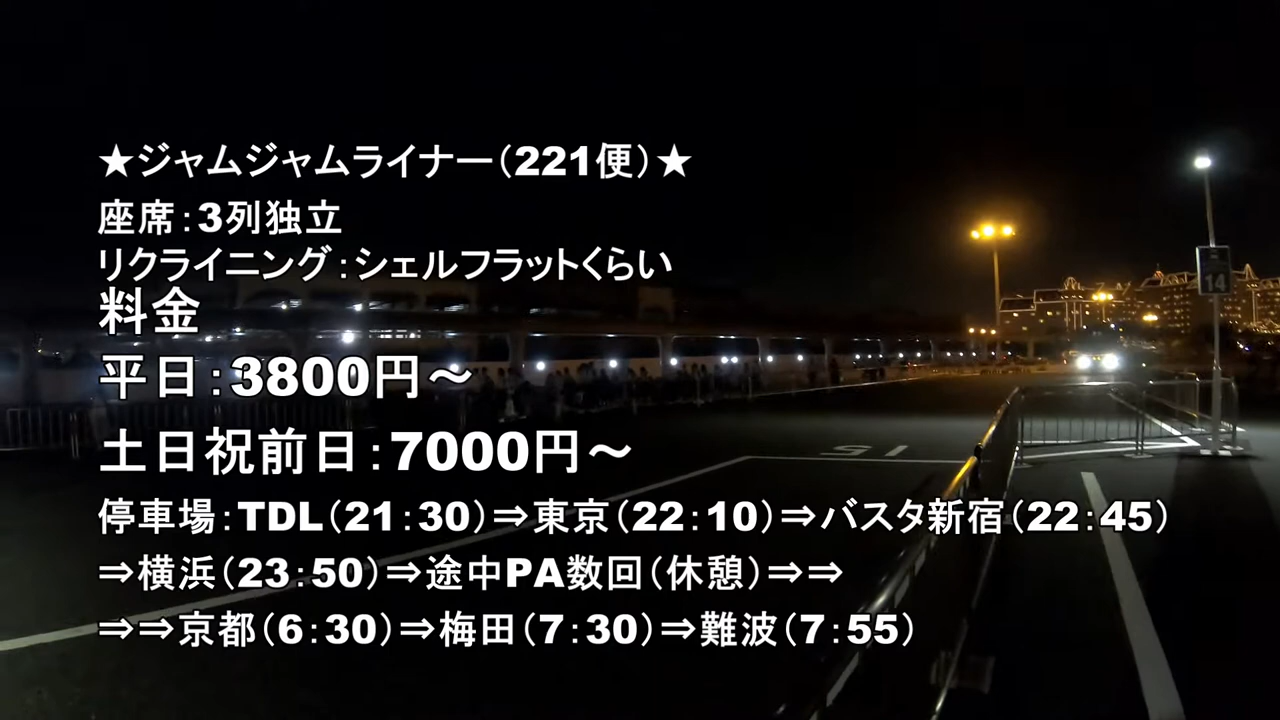 ★ジャムジャムライナー（221便）★
座席：3列独立
リクライニング：シェルフラットくらい
料金
平日：3800円～
土日祝前日：7000円～
停車場：TDL（21：30）⇒東京（22：10）⇒バスタ新宿（22：45）
⇒横浜（23：50）⇒途中PA数回（休憩）⇒⇒
⇒⇒京都（6：30）⇒梅田（7：30）⇒難波（7：55）
14
15